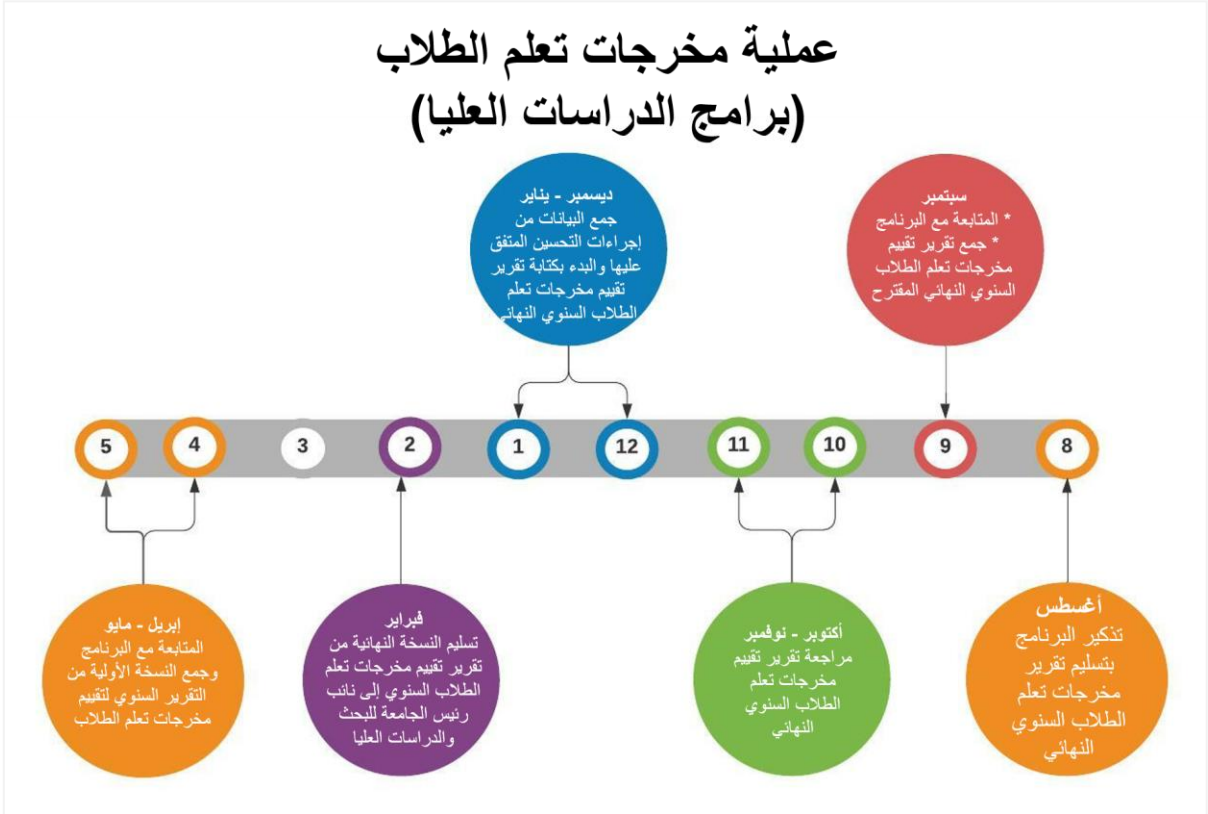 عملية مخرجات تعلم الطلاب
(برامج الدراسات العليا)
سبتمبر
* المتابعة مع البرنامج
* جمع تقرير تقييم
مخرجات تعلم الطلاب
السنوي النهائي المقترح
ديسمبر - يناير
جمع البيانات من
إجراءات التحسين المتفق
عليها والبدء بكتابة تقرير
تقييم مخرجات تعلم
الطلاب السنوي النهائي
8
9
10
11
12
1
2
3
4
5
أغسطس
تذكير البرنامج
بتسليم تقرير
مخرجات تعلم
الطلاب السنوي
النهائي
أكتوبر - نوفمبر
مراجعة تقرير تقييم
مخرجات تعلم
الطلاب السنوي
النهائي
فبراير
تسليم النسخة النهائية من
تقرير تقييم مخرجات تعلم
الطلاب السنوي إلى نائب
رئيس الجامعة للبحث
والدراسات العليا
إبريل - مايو
المتابعة مع البرنامج
وجمع النسخة الأولية من
التقرير السنوي لتقييم
مخرجات تعلم الطلاب